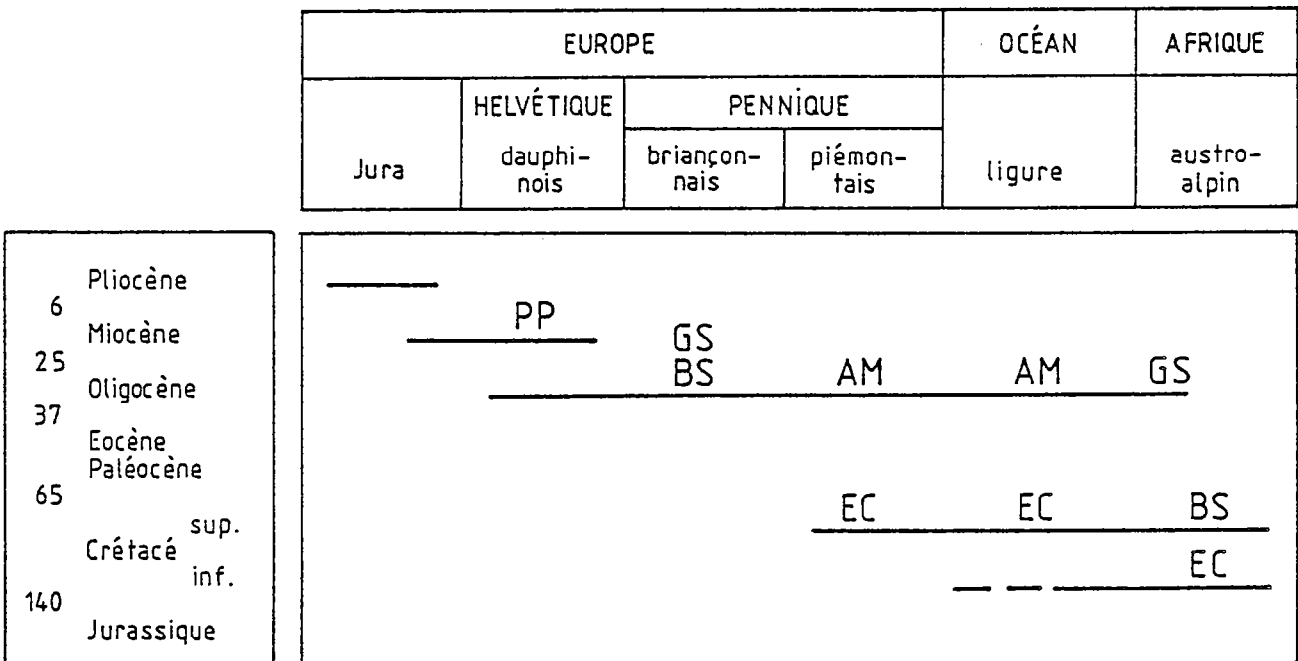 EUROPE OCÉAN AFRIQUE
HELVÉTIQUE PENNIQUE
Jura dauphi- briançon- piémon- ligure austro-
nois nais tais alpin
Pliocène
6
PP
Miocène GS
25
BS AM AM GS
Oligocène
37
Eocène
Paléocène
65
EC EC BS
sup.
Crétacé
EC
inf.
140
Jurassique